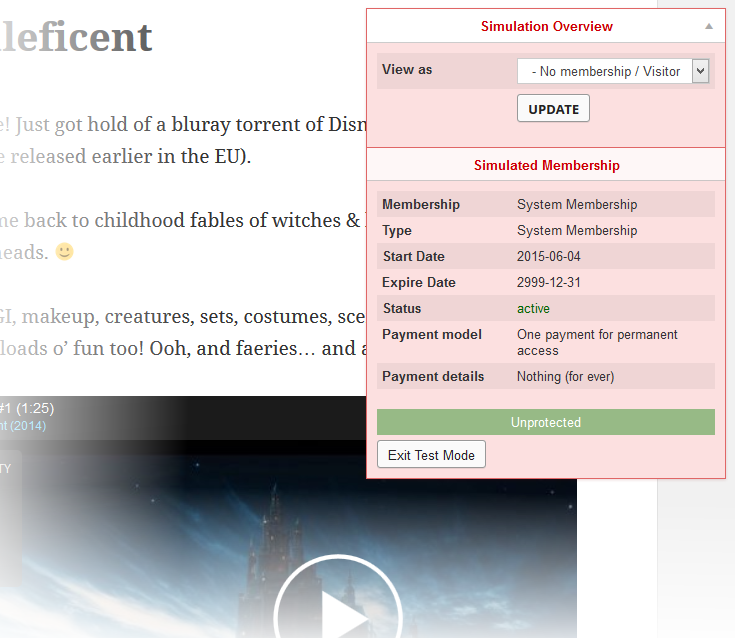 leficent
e! Just got hold of a bluray torrent of Disn
e released earlier in the EU).
me back to childhood fables of witches &
heads. 🙂
GI, makeup, creatures, sets, costumes, sce
loads o’ fun too! Ooh, and faeries… and a
#1 (1:25)
nt (2014)
TY
Simulation Overview
View as
- No membership / Visitor
UPDATE
Simulated Membership
Membership System Membership
Type System Membership
Start Date 2015-06-04
Expire Date 2999-12-31
Status active
Payment model One payment for permanent
access
Payment details Nothing (for ever)
Unprotected
Exit Test Mode